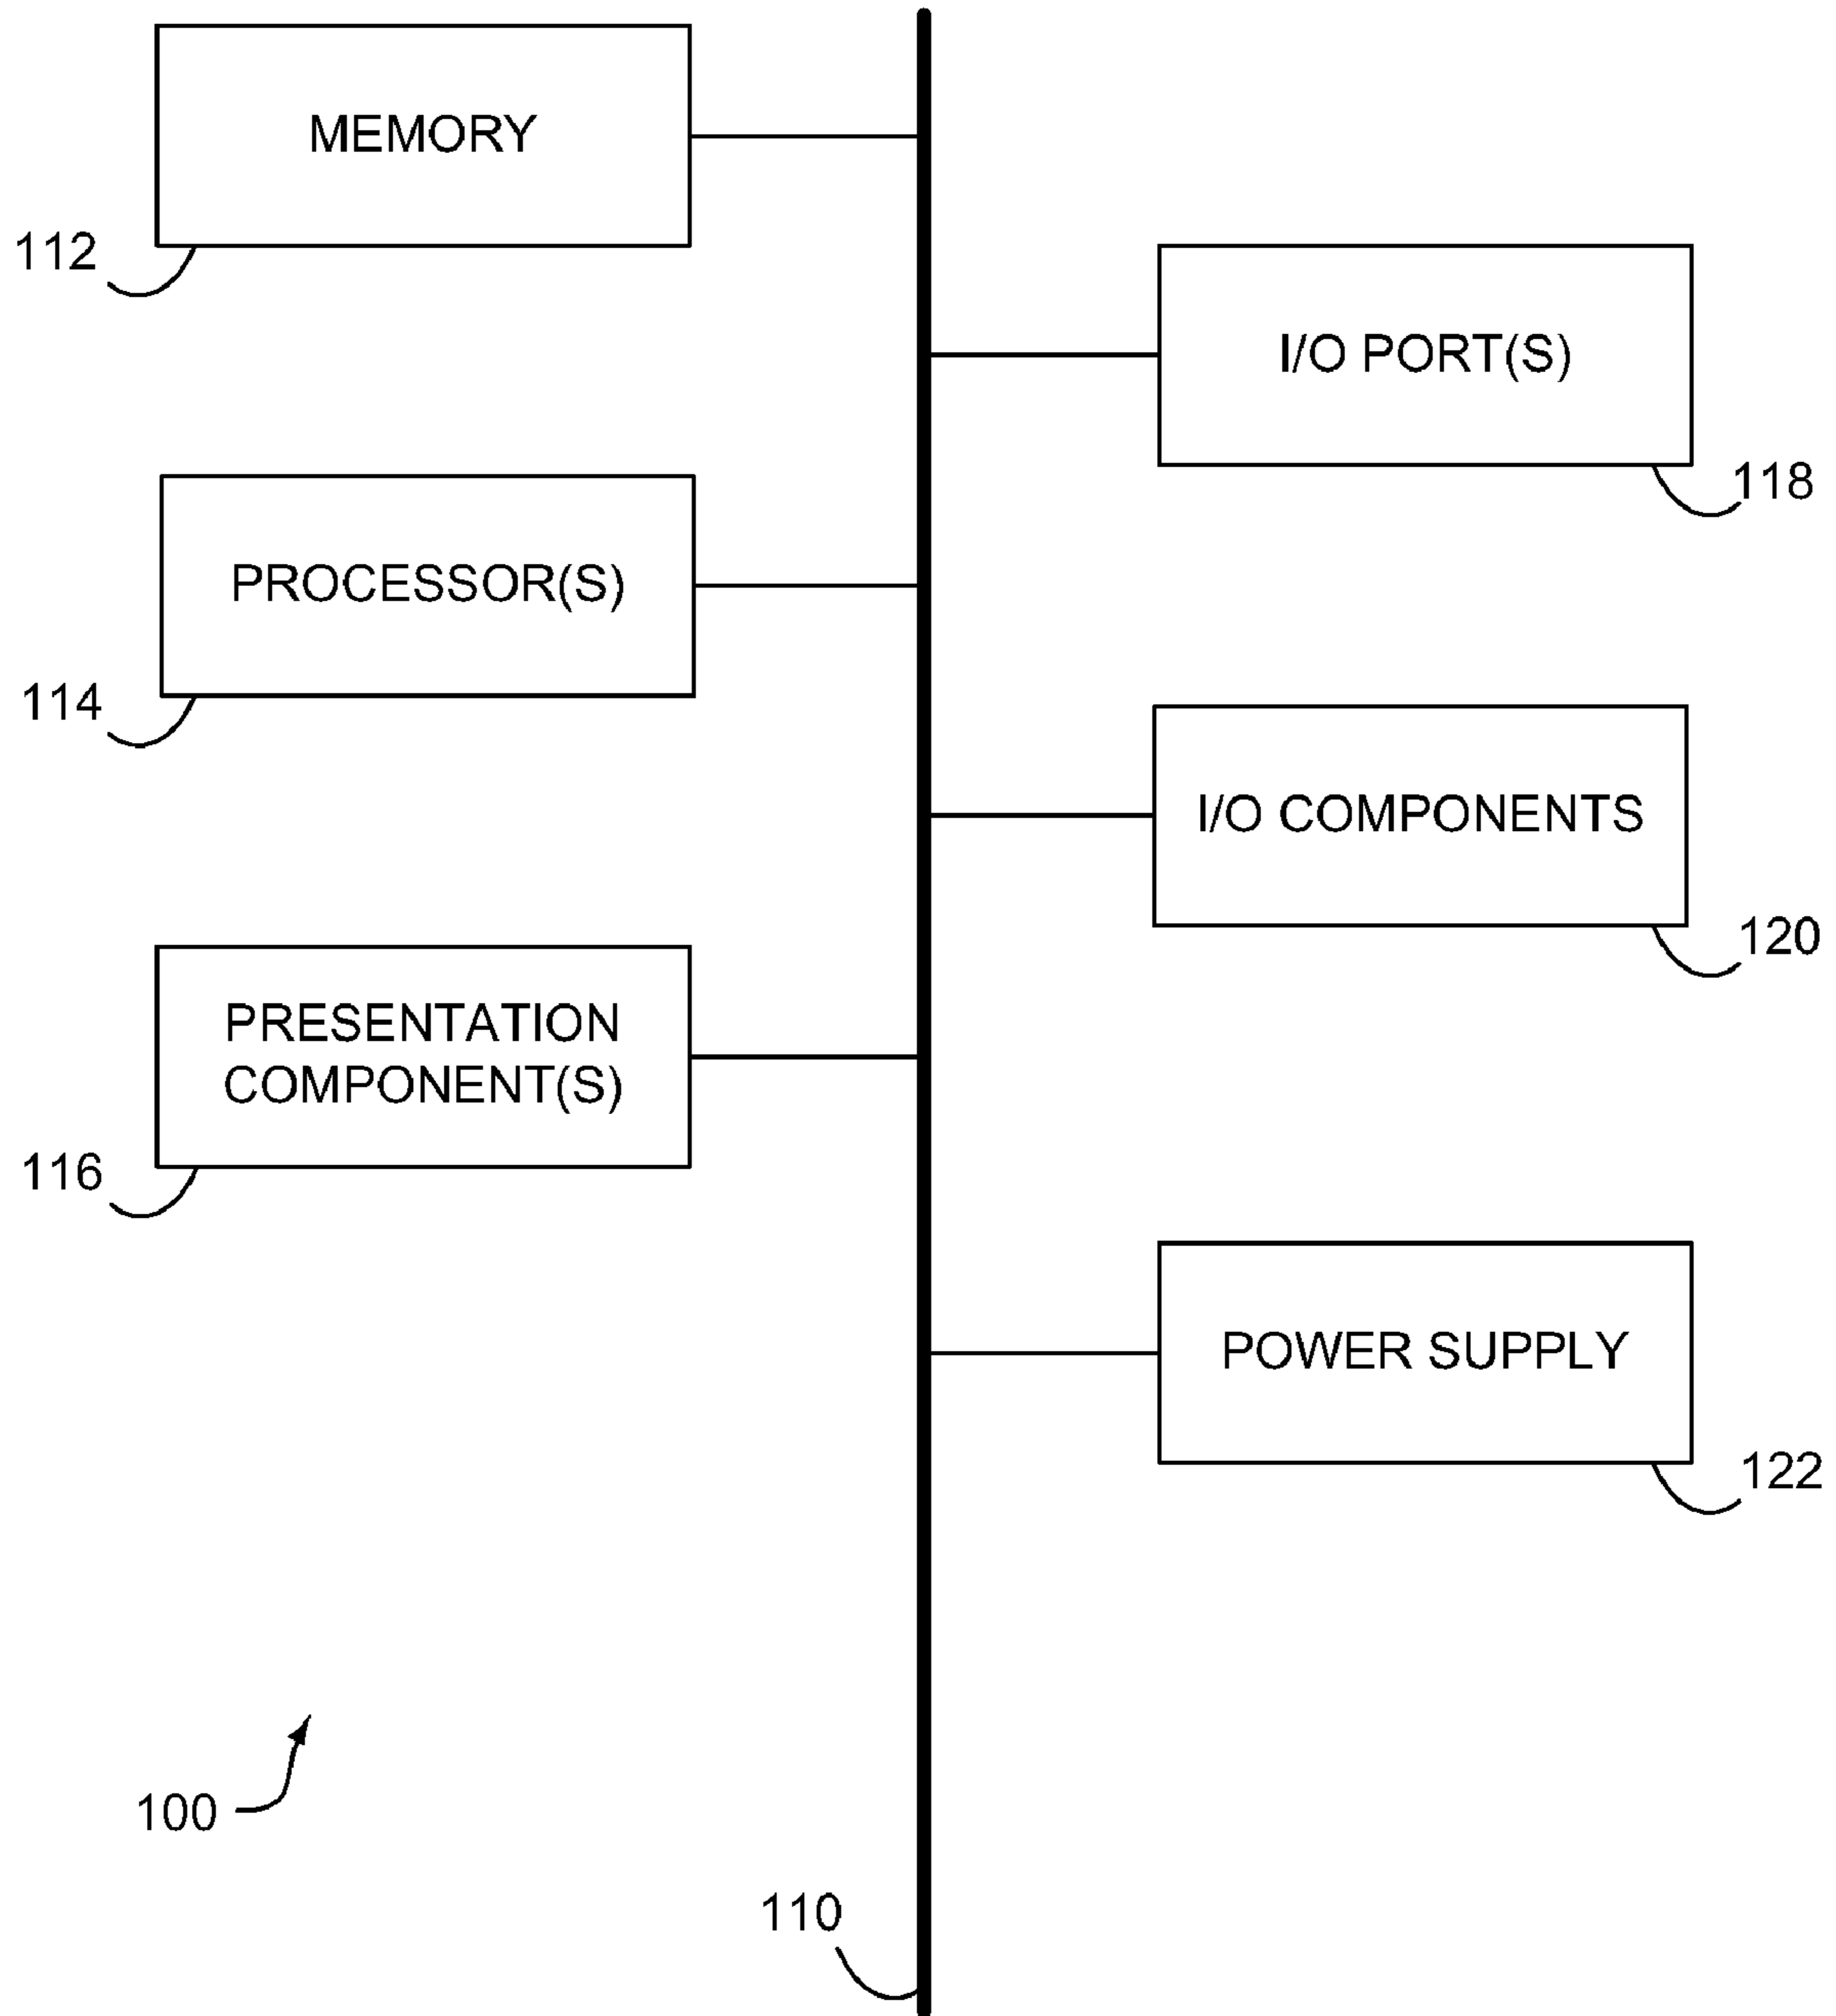 MEMORY
112
I/O PORT(S)
118
PROCESSOR(S)
114
I/O COMPONENTS
120
PRESENTATION
COMPONENT(S)
116
POWER SUPPLY
122
100
110